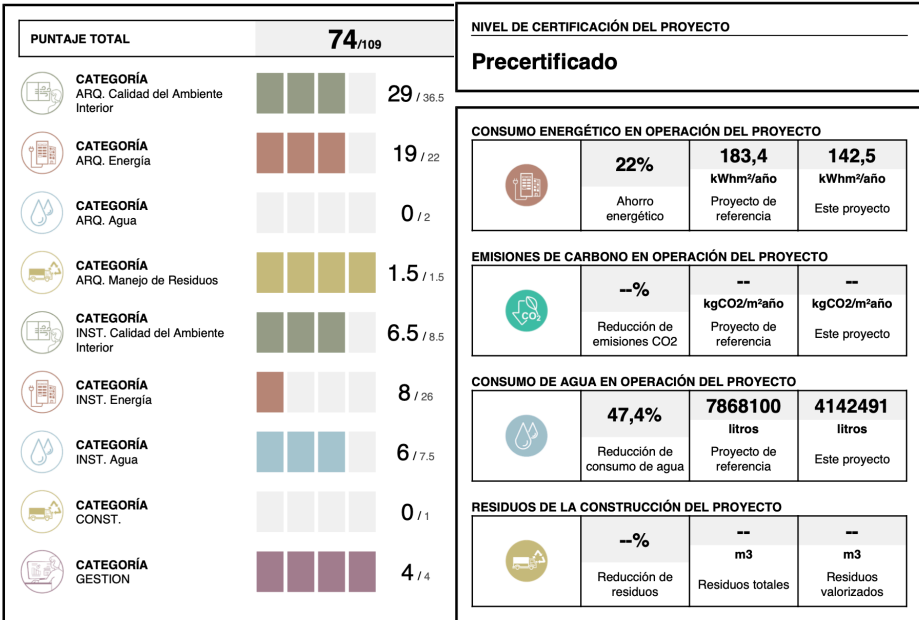 PUNTAJE TOTAL 74/109
CATEGORÍA
ARQ. Calidad del Ambiente
Interior
29 / 36.5
CATEGORÍA
ARQ. Energía
19 / 22
CATEGORÍA
ARQ. Agua
0 / 2
CATEGORÍA
ARQ. Manejo de Residuos
1.5 / 1.5
CATEGORÍA
INST. Calidad del Ambiente
Interior
6.5 / 8.5
CATEGORÍA
INST. Energía
8 / 26
CATEGORÍA
INST. Agua
6 / 7.5
CATEGORÍA
CONST.
0 / 1
CATEGORÍA
GESTION
4 / 4
NIVEL DE CERTIFICACIÓN DEL PROYECTO
Precertificado
CONSUMO ENERGÉTICO EN OPERACIÓN DEL PROYECTO
22%
Ahorro
energético
183,4
kWhm²/año
Proyecto de
referencia
142,5
kWhm²/año
Este proyecto
EMISIONES DE CARBONO EN OPERACIÓN DEL PROYECTO
CO2
--%
Reducción de
emisiones CO2
--
kgCO2/m²año
Proyecto de
referencia
--
kgCO2/m²año
Este proyecto
CONSUMO DE AGUA EN OPERACIÓN DEL PROYECTO
47,4%
Reducción de
consumo de agua
7868100
litros
Proyecto de
referencia
4142491
litros
Este proyecto
RESIDUOS DE LA CONSTRUCCIÓN DEL PROYECTO
--%
Reducción de
residuos
--
m3
Residuos totales
--
m3
Residuos
valorizados